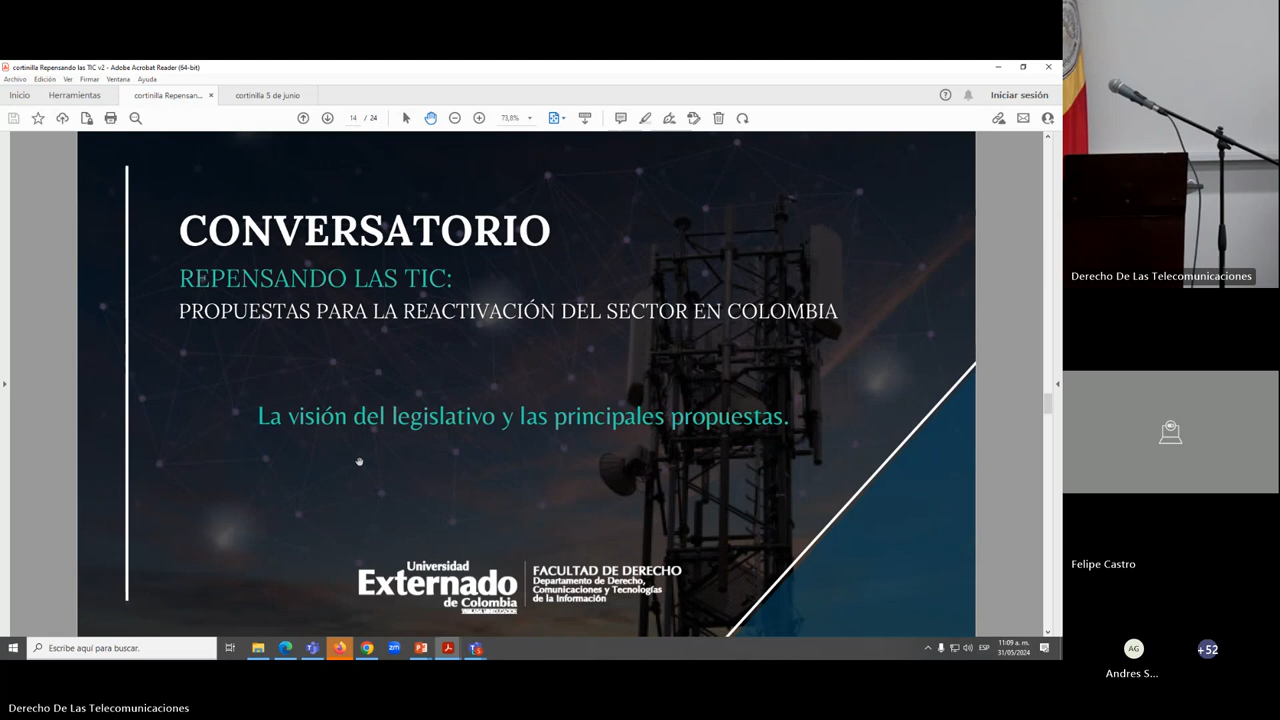 cortinilla Repensando las TIC v2 - Adobe Acrobat Reader (64-bit)
Archivo Edición Ver Firmar Ventana Ayuda
Inicio Herramientas cortinilla Repensan... × cortinilla 5 de junio Iniciar sesión
14 / 24 73,8%
CONVERSATORIO
REPENSANDO LAS TIC:
PROPUESTAS PARA LA REACTIVACIÓN DEL SECTOR EN COLOMBIA
La visión del legislativo y las principales propuestas.
Universidad
Externado
de Colombia
FACULTAD DE DERECHO
Departamento de Derecho,
Comunicaciones y Tecnologías
de la Información
Escribe aquí para buscar.
zm
ESP
11:09 a. m.
31/05/2024
Derecho De Las Telecomunicaciones
Felipe Castro
AG
+52
Andres S...
Derecho De Las Telecomunicaciones